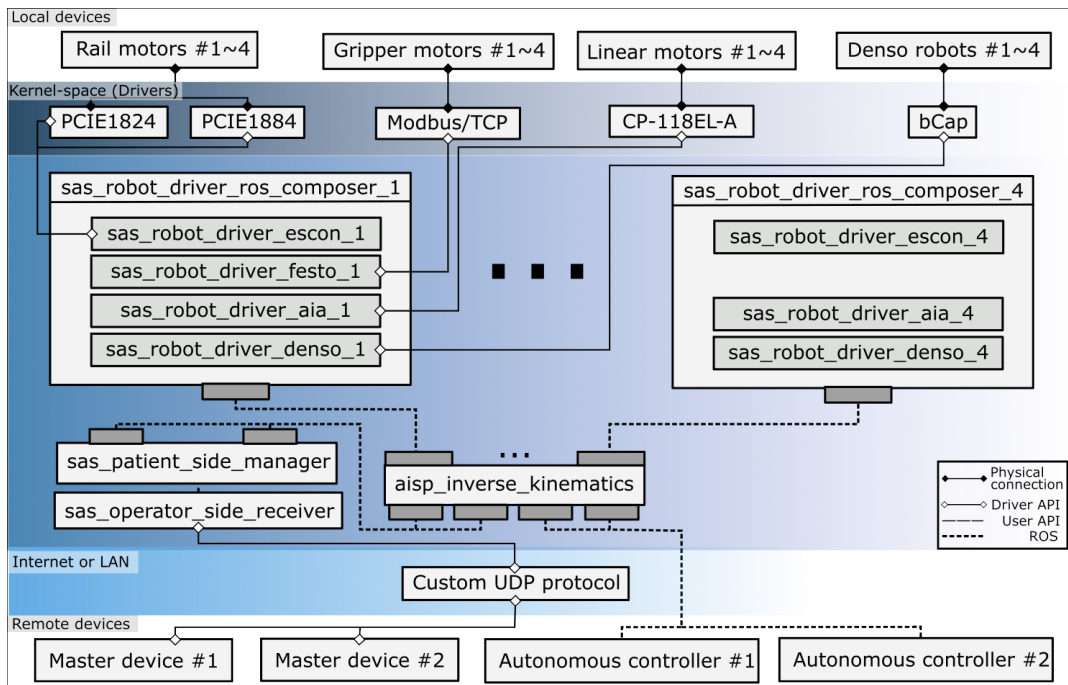 Local devices
Rail motors #1~4
Gripper motors #1~4
Linear motors #1~4
Denso robots #1~4
Kernel-space (Drivers)
PCIE1824
PCIE1884
Modbus/TCP
CP-118EL-A
bCap
sas_robot_driver_ros_composer_1
sas_robot_driver_escon_1
sas_robot_driver_festo_1
sas_robot_driver_aia_1
sas_robot_driver_denso_1
sas_robot_driver_ros_composer_4
sas_robot_driver_escon_4
sas_robot_driver_aia_4
sas_robot_driver_denso_4
sas_patient_side_manager
sas_operator_side_receiver
...
aisp_inverse_kinematics
Physical
connection
Driver API
User API
ROS
Internet or LAN
Custom UDP protocol
Remote devices
Master device #1
Master device #2
Autonomous controller #1
Autonomous controller #2